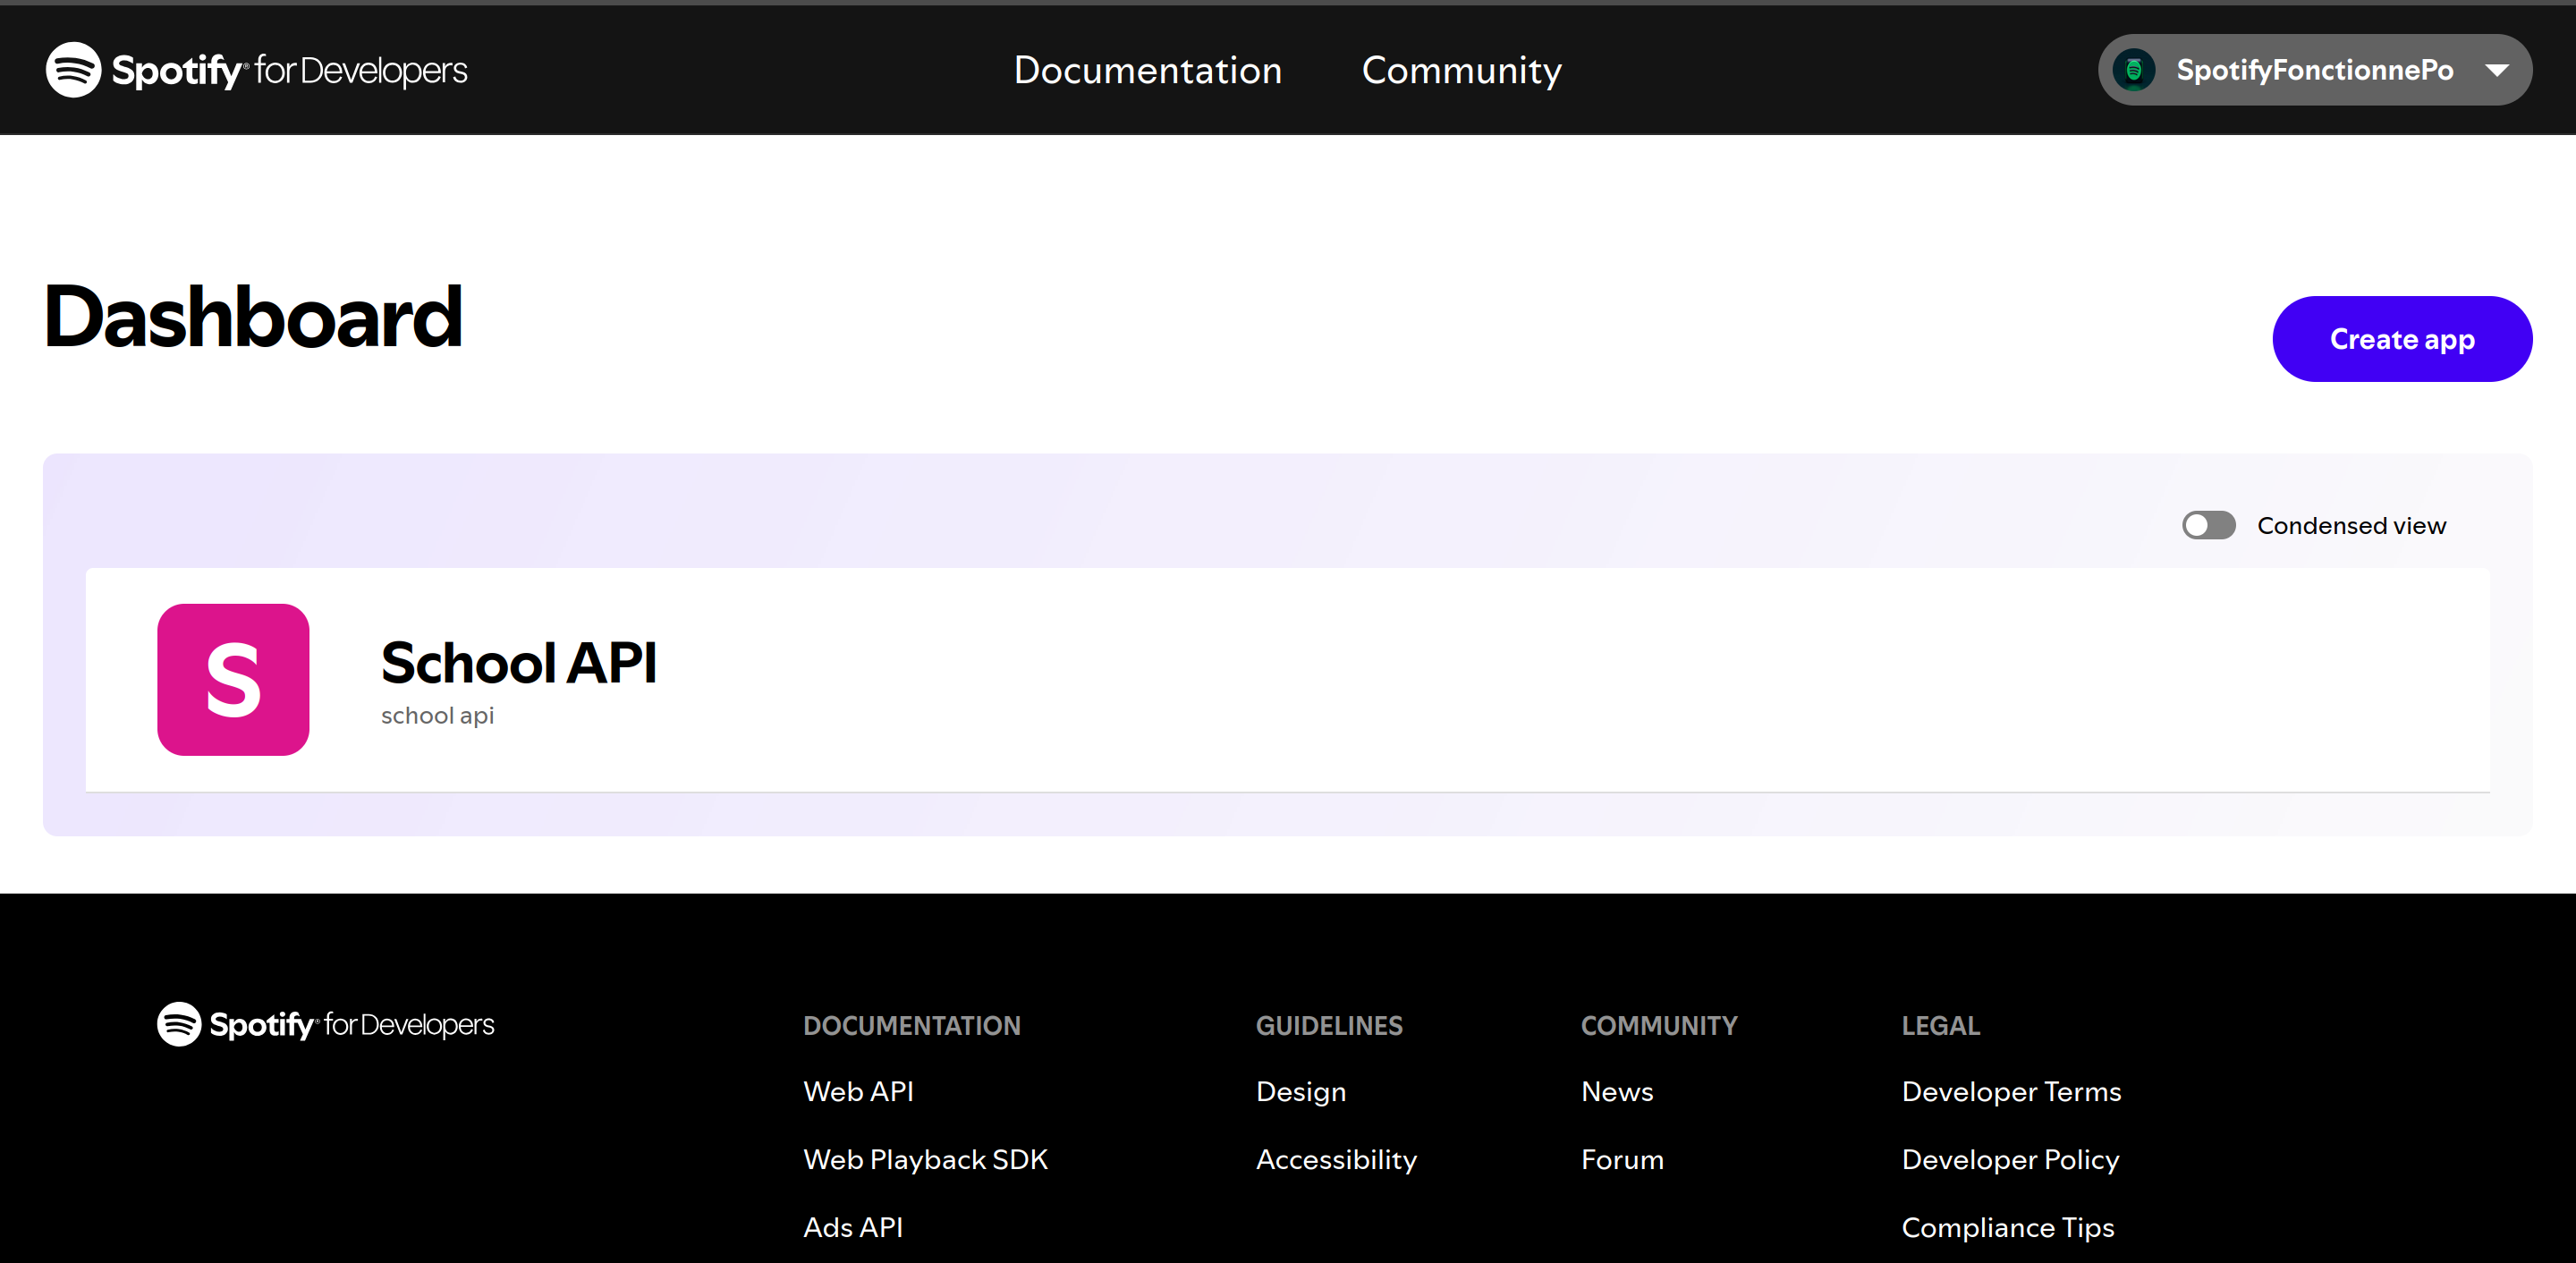 Spotify® for Developers
Documentation
Community
SpotifyFonctionnePo
Dashboard
Create app
Condensed view
S
School API
school api
Spotify® for Developers
DOCUMENTATION
Web API
Web Playback SDK
Ads API
GUIDELINES
Design
Accessibility
COMMUNITY
News
Forum
LEGAL
Developer Terms
Developer Policy
Compliance Tips